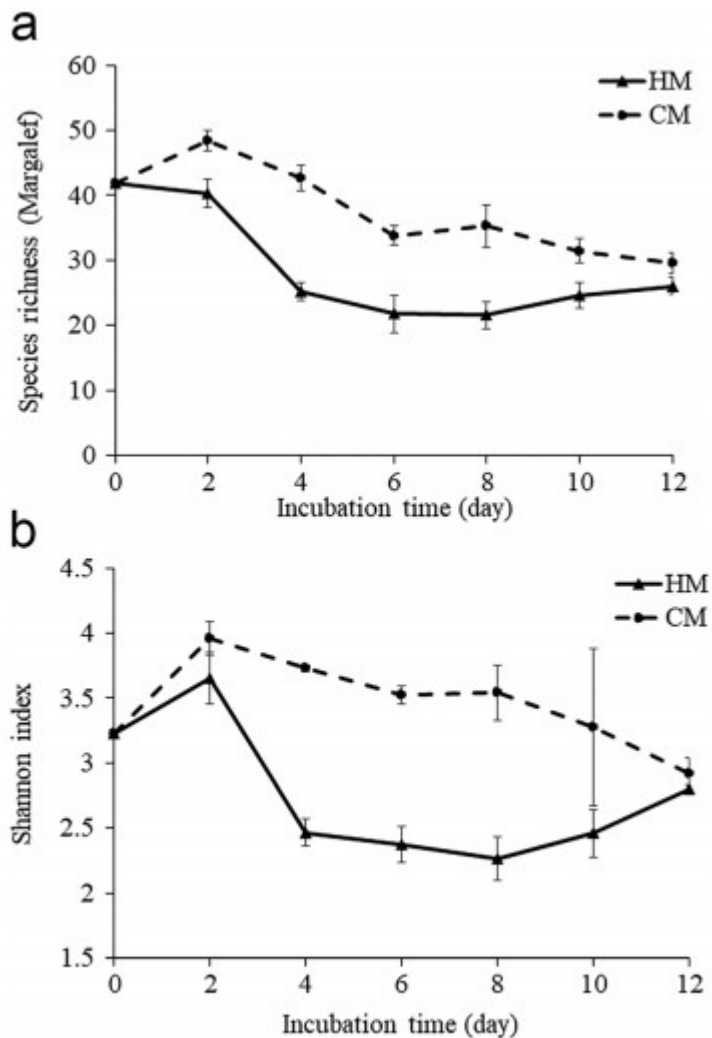 a
Species richness (Margalef)
60
50
40
30
20
10
0
HM
CM
0 2 4 6 8 10 12
Incubation time (day)
b
Shannon index
4.5
4
3.5
3
2.5
2
1.5
HM
CM
0 2 4 6 8 10 12
Incubation time (day)